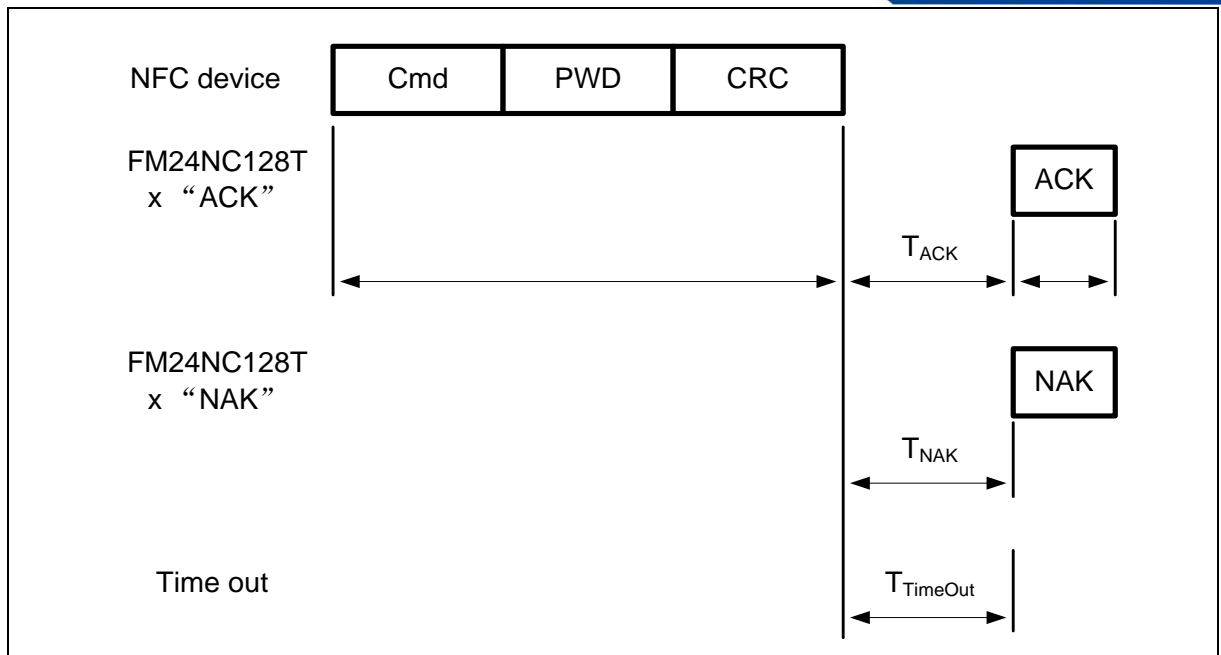 NFC device Cmd PWD CRC
FM24NC128T
x “ACK”
ACK
TACK
FM24NC128T
x “NAK”
NAK
TNAK
Time out
TTimeOut